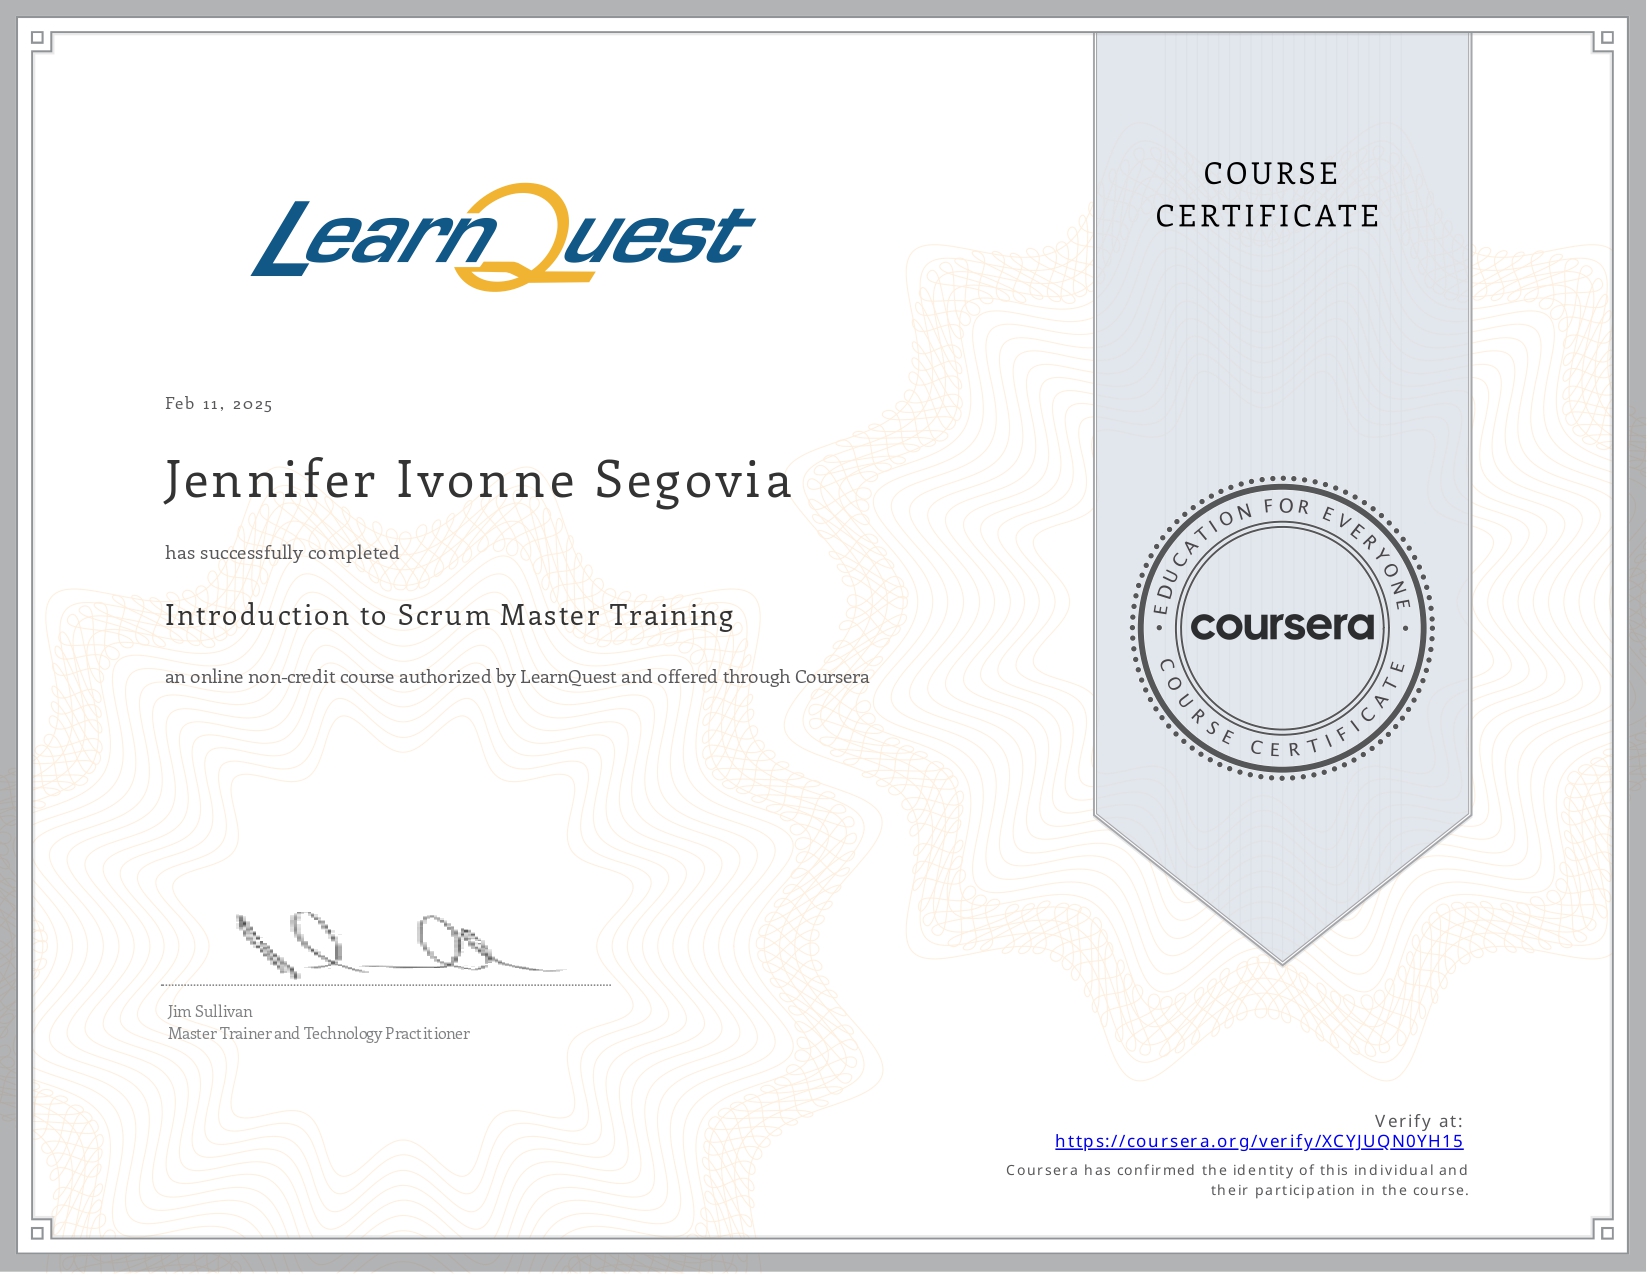 LearnQuest
COURSE
CERTIFICATE
Feb 11, 2025
Jennifer Ivonne Segovia
has successfully completed
Introduction to Scrum Master Training
an online non-credit course authorized by LearnQuest and offered through Coursera
EDUCATION FOR EVERYONE
coursera
COURSE CERTIFICATE
Jim Sullivan
Master Trainer and Technology Practitioner
Verify at:
https://coursera.org/verify/XCYJUQN0YH15
Coursera has confirmed the identity of this individual and
their participation in the course.